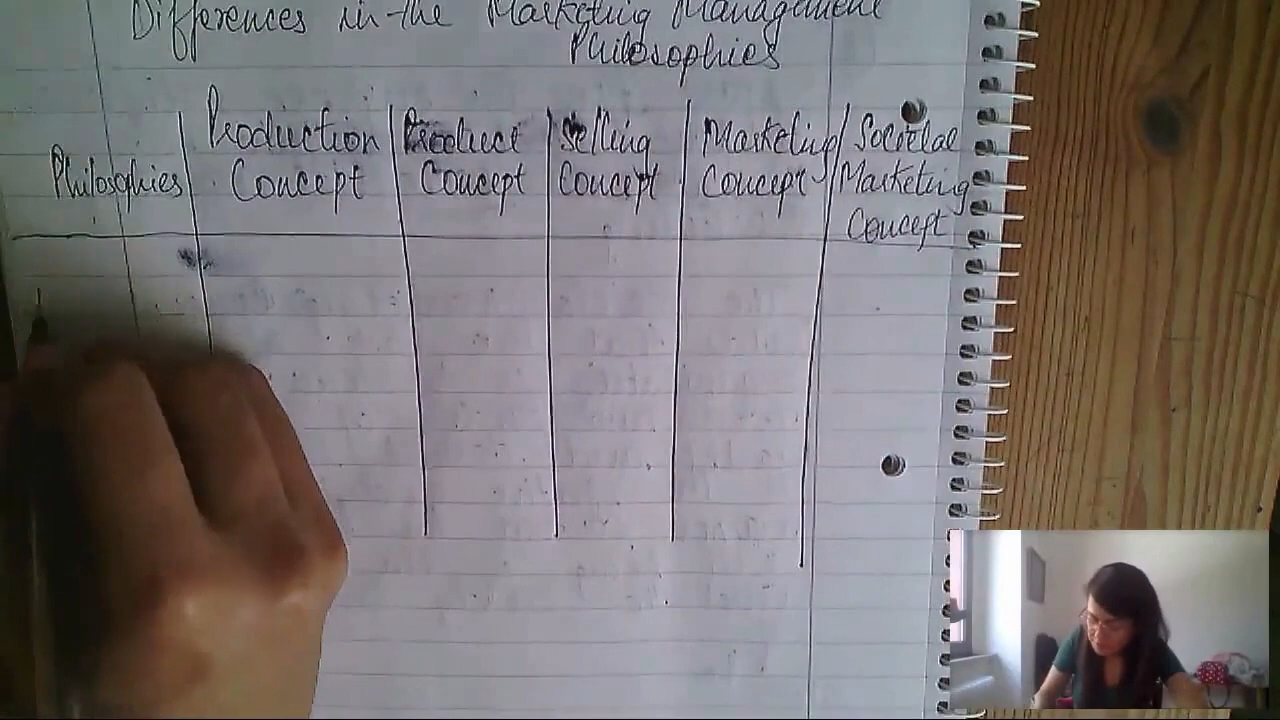 Differences in the Marketing Management
Philosophies
Philosophies
Production
Concept
Product
Concept
Selling
Concept
Marketing
Concept
Societal
Marketing
Concept